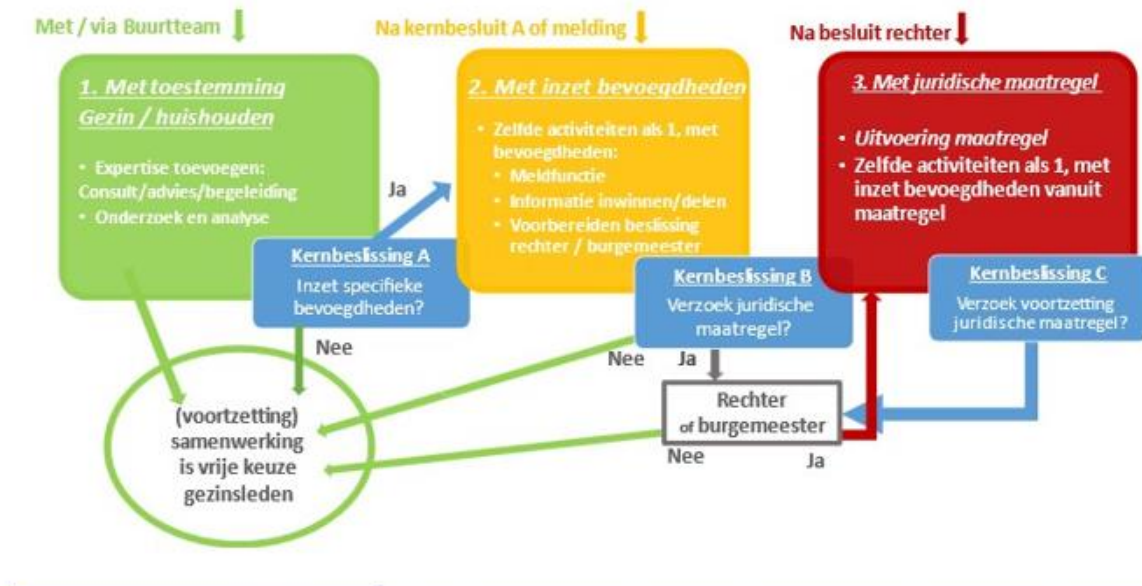 Met / via Buurtteam
Na kernbesluit A of melding
Na besluit rechter
1. Met toestemming
Gezin / huishouden
• Expertise toevoegen:
Consult/advies/begeleiding
• Onderzoek en analyse
Ja
2. Met inzet bevoegdheden
• Zelfde activiteiten als 1, met
bevoegdheden:
• Meldfunctie
• Informatie inwinnen/delen
• Voorbereiden beslissing
rechter / burgemeester
3. Met juridische maatregel
• Uitvoering maatregel
• Zelfde activiteiten als 1, met
inzet bevoegdheden vanuit
maatregel
Kernbeslissing A
Inzet specifieke
bevoegdheden?
Kernbeslissing B
Verzoek juridische
maatregel?
Kernbeslissing C
Verzoek voortzetting
juridische maatregel?
Nee
Nee
Ja
(voortzetting)
samenwerking
is vrije keuze
gezinsleden
Rechter
of burgemeester
Nee
Ja